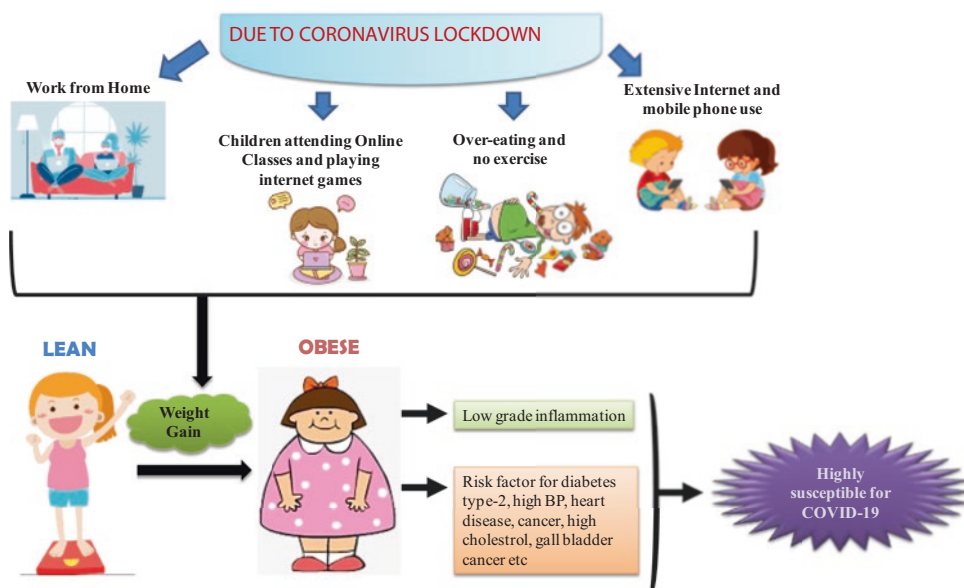 DUE TO CORONAVIRUS LOCKDOWN
Work from Home
Children attending Online
Classes and playing
internet games
Over-eating and
no exercise
Extensive Internet and
mobile phone use
LEAN
Weight
Gain
OBESE
Low grade inflammation
Risk factor for diabetes
type-2, high BP, heart
disease, cancer, high
cholestrol, gall bladder
cancer etc
Highly
susceptible for
COVID-19